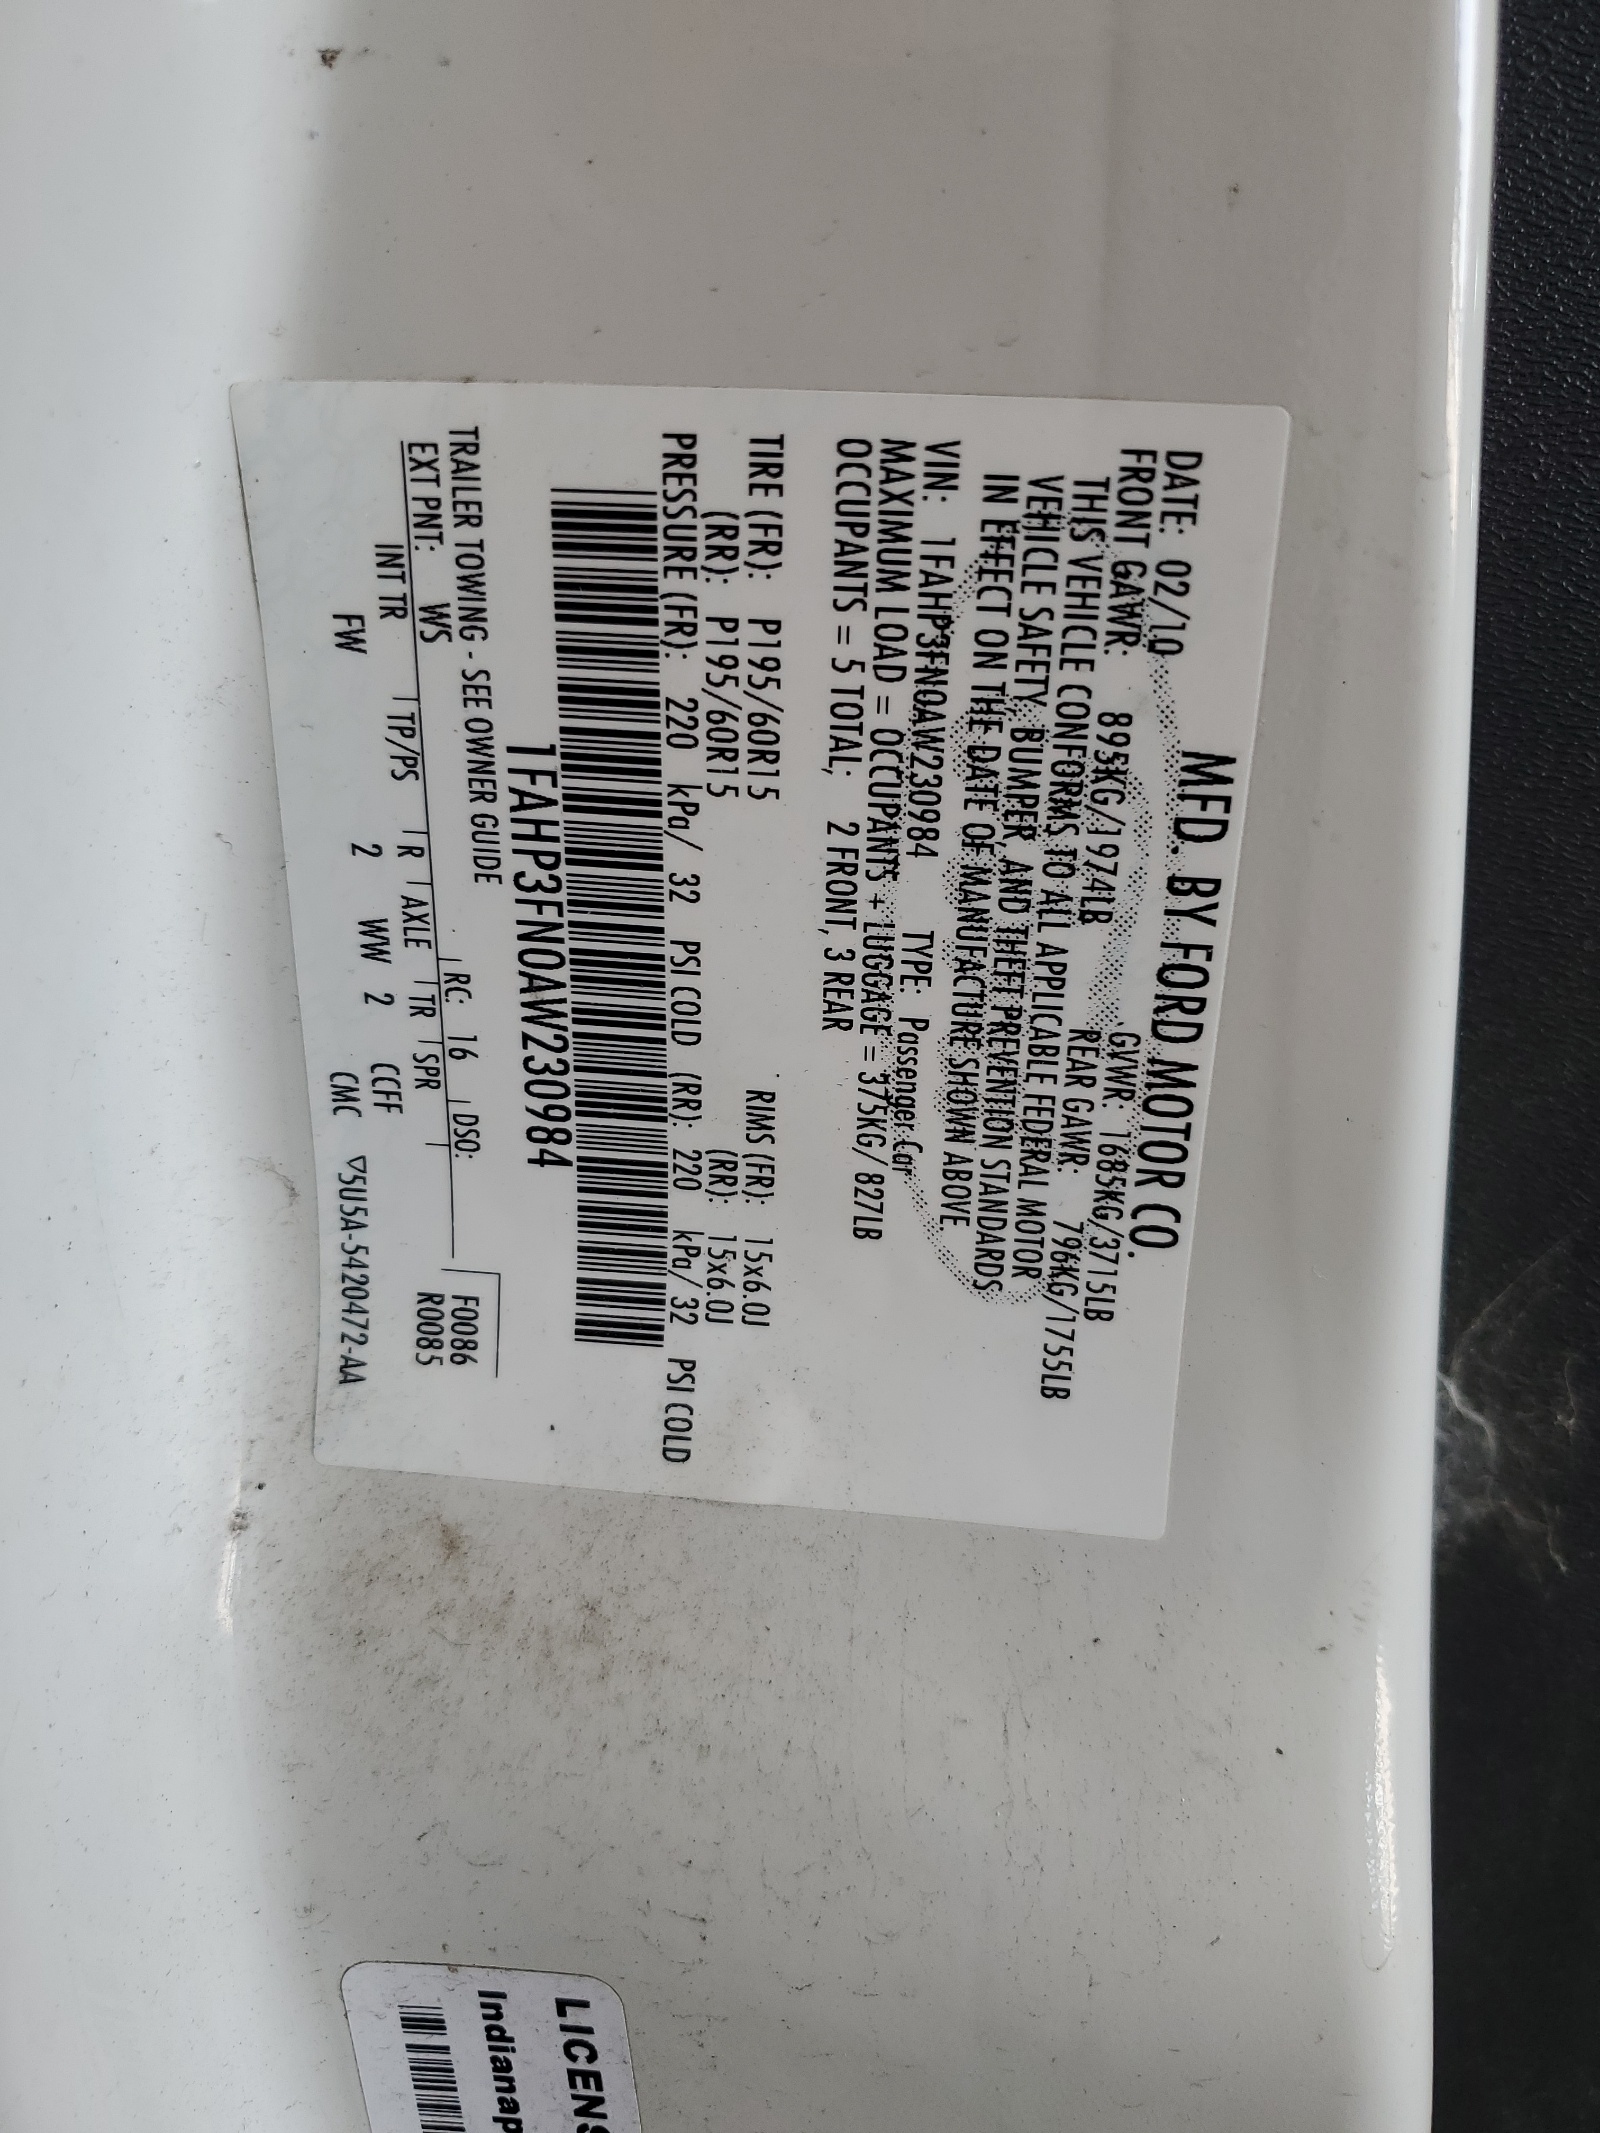 MFD. BY FORD MOTOR CO.
DATE: 02/10 GVWR: 1685KG/3715LB
FRONT GAWR: 895KG/1974LB REAR GAWR: 796KG/1755LB
THIS VEHICLE CONFORMS TO ALL APPLICABLE FEDERAL MOTOR
VEHICLE SAFETY, BUMPER, AND THEFT PREVENTION STANDARDS
IN EFFECT ON THE DATE OF MANUFACTURE SHOWN ABOVE.
VIN: 1FAHP3FN0AW230984 TYPE: Passenger Car
MAXIMUM LOAD = OCCUPANTS + LUGGAGE = 375KG/ 827LB
OCCUPANTS = 5 TOTAL, 2 FRONT, 3 REAR
TIRE (FR): P195/60R15 RIMS (FR): 15x6.0J
(RR): P195/60R15 (RR): 15x6.0J
PRESSURE (FR): 220 kPa/ 32 PSI COLD (RR): 220 kPa/ 32 PSI COLD
1FAHP3FN0AW230984
TRAILER TOWING - SEE OWNER GUIDE F0086
EXT PNT: WS RC: 16 DSO: R0085
INT TR TP/PS R AXLE TR SPR
FW 2 WW 2 CCFF
CMC ▽5U5A-5420472-AA
LICENS
Indianap